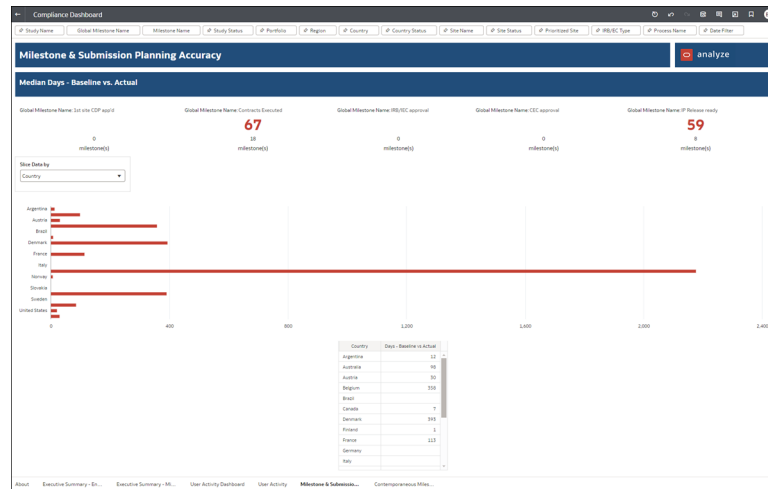 Compliance Dashboard
Study Name Global Milestone Name Milestone Name Study Status Portfolio Region Country Country Status Site Name Site Status Prioritized Site IRB/EC Type Process Name Date Filter
Milestone & Submission Planning Accuracy
analyze
Median Days - Baseline vs. Actual
Global Milestone Name: 1st site CDP app'd
0
milestone(s)
Global Milestone Name: Contracts Executed
67
18
milestone(s)
Global Milestone Name: IRB/IEC approval
0
milestone(s)
Global Milestone Name: CEC approval
0
milestone(s)
Global Milestone Name: IP Release ready
59
8
milestone(s)
Slice Data by
Country
Argentina
Austria
Brazil
Denmark
France
Italy
Norway
Slovakia
Sweden
United States
0 400 800 1,200 1,600 2,000 2,400
Country Days - Baseline vs Actual
Argentina 12
Australia 98
Austria 30
Belgium 358
Brazil
Canada 7
Denmark 393
Finland 1
France 113
Germany
Italy
About Executive Summary - En... Executive Summary - Mi... User Activity Dashboard User Activity Milestone & Submissio... Contemporaneous Miles...